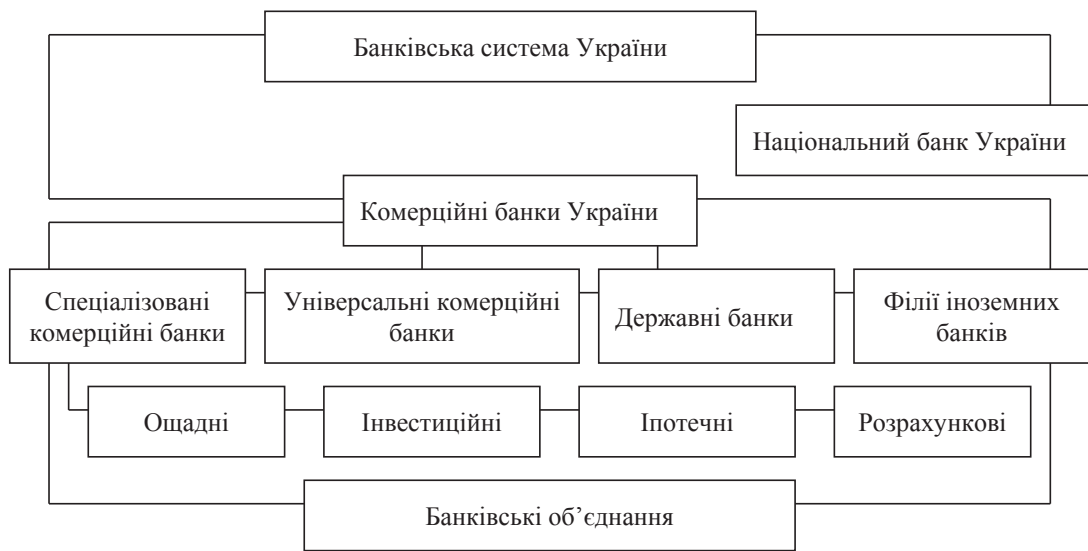 Банківська система України
Національний банк України
Комерційні банки України
Спеціалізовані
комерційні банки
Універсальні комерційні
банки
Державні банки
Філії іноземних
банків
Ощадні
Інвестиційні
Іпотечні
Розрахункові
Банківські об’єднання